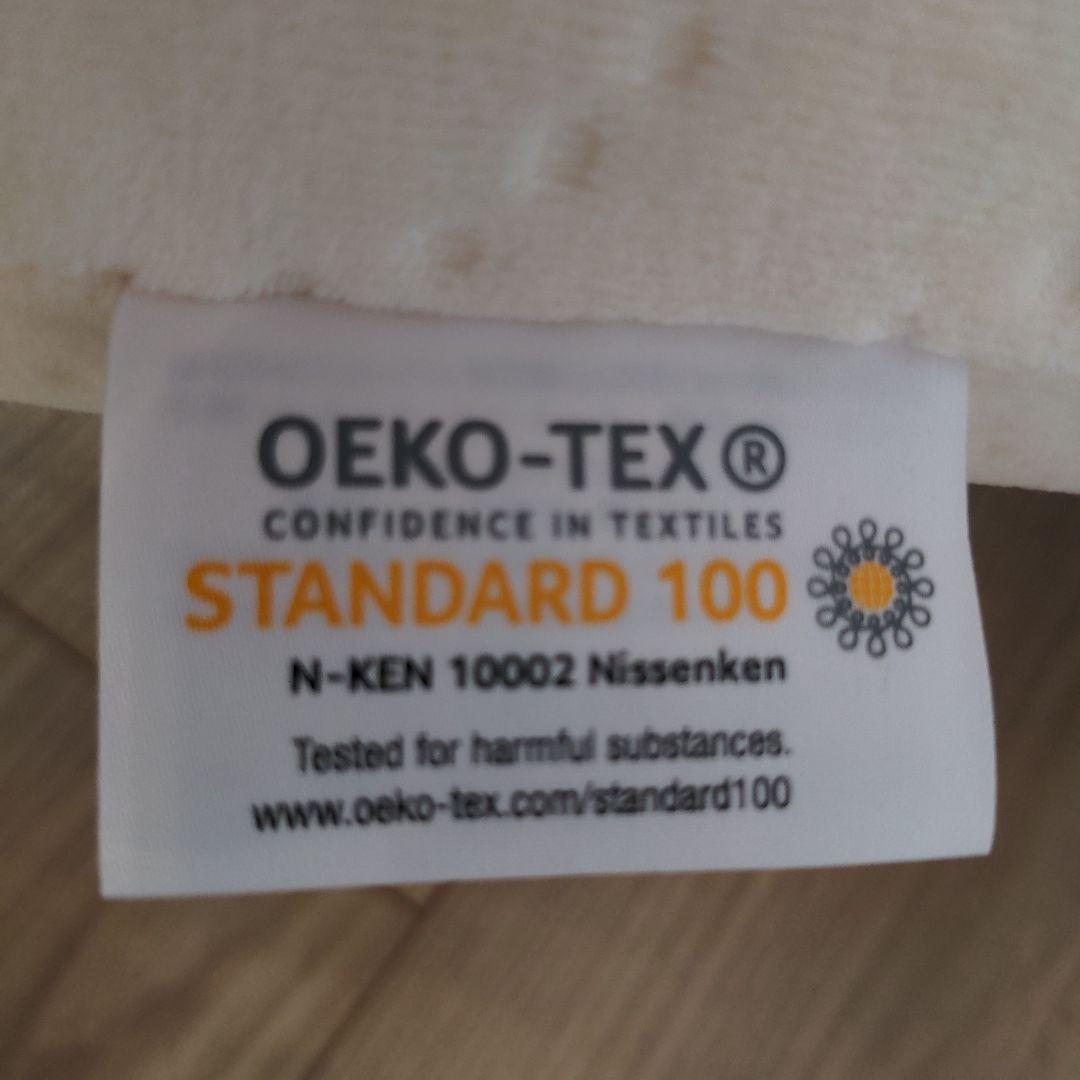 OEKO-TEX®
CONFIDENCE IN TEXTILES
STANDARD 100
N-KEN 10002 Nissenken
Tested for harmful substances.
www.oeko-tex.com/standard100